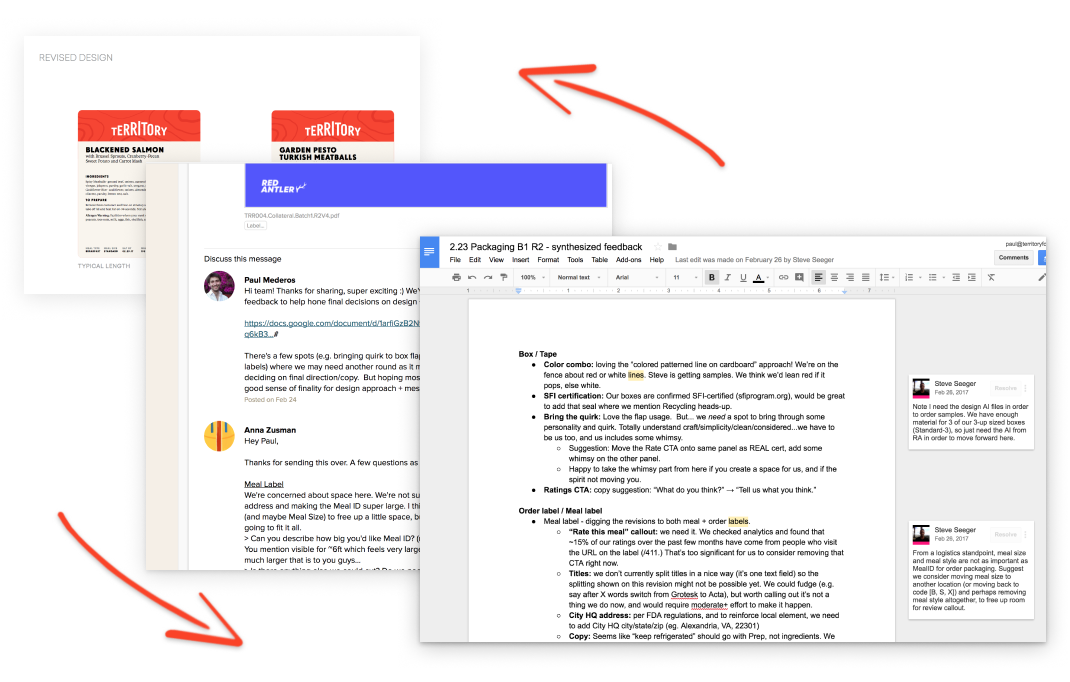 REVISED DESIGN
TERRITORY
BLACKENED SALMON
with Brussel Sprouts, Cranberry-Pecan
Sweet Potato and Carrot Mash
INGREDIENTS
TO PREPARE
TYPICAL LENGTH
TERRITORY
GARDEN PESTO
TURKISH MEATBALLS
RED
ANTLER
TRR004.Collateral.Batch1.R2V4.pdf
Label...
Discuss this message
Paul Mederos
Hi team! Thanks for sharing, super exciting :) We'
feedback to help hone final decisions on design
https://docs.google.com/document/d/1arfiGzB2N
q6kB3...
There's a few spots (e.g. bringing quirk to box flap
labels) where we may need another round as it m
deciding on final direction/copy. But hoping mos
good sense of finality for design approach + mes
Posted on Feb 24
Anna Zusman
Hey Paul,
Thanks for sending this over. A few questions as
Meal Label
We're concerned about space here. We're not su
address and making the Meal ID super large. I thi
(and maybe Meal Size) to free up a little space, bu
going to fit it all.
> Can you describe how big you'd like Meal ID? (
You mention visible for ~6ft which feels very larg
much larger that is to you guys...
2.23 Packaging B1 R2 - synthesized feedback
paul@territoryfo
File Edit View Insert Format Tools Table Add-ons Help Last edit was made on February 26 by Steve Seeger
Comments
100% Normal text Arial 11 B I U A
1 1 2 3 4 5 6 7
Box / Tape
● Color combo: loving the "colored patterned line on cardboard" approach! We're on the
fence about red or white lines. Steve is getting samples. We think we'd lean red if it
pops, else white.
● SFI certification: Our boxes are confirmed SFI-certified (sfiprogram.org), would be great
to add that seal where we mention Recycling heads-up.
● Bring the quirk: Love the flap usage. But... we need a spot to bring through some
personality and quirk. Totally understand craft/simplicity/clean/considered...we have to
be us too, and us includes some whimsy.
○ Suggestion: Move the Rate CTA onto same panel as REAL cert, add some
whimsy on the other panel.
○ Happy to take the whimsy part from here if you create a space for us, and if the
spirit not moving you.
● Ratings CTA: copy suggestion: “What do you think?” → “Tell us what you think.”
Order label / Meal label
● Meal label - digging the revisions to both meal + order labels.
○ “Rate this meal” callout: we need it. We checked analytics and found that
~15% of our ratings over the past few months have come from people who visit
the URL on the label (/411.) That's too significant for us to consider removing that
CTA right now.
○ Titles: we don't currently split titles in a nice way (it's one text field) so the
splitting shown on this revision might not be possible yet. We could fudge (e.g.
say after X words switch from Grotesk to Acta), but worth calling out it's not a
thing we do now, and would require moderate+ effort to make it happen.
○ City HQ address: per FDA regulations, and to reinforce local element, we need
to add City HQ city/state/zip (eg. Alexandria, VA, 22301)
○ Copy: Seems like “keep refrigerated” should go with Prep, not ingredients. We
Steve Seeger
Feb 26, 2017
Resolve
Note I need the design AI files in order
to order samples. We have enough
material for 3 of our 3-up sized boxes
(Standard-3), so just need the AI from
RA in order to move forward here.
Steve Seeger
Feb 26, 2017
Resolve
From a logistics standpoint, meal size
and meal style are not as important as
MealID for order packaging. Suggest
we consider moving meal size to
another location (or moving back to
code [B, S, X]) and perhaps removing
meal style altogether, to free up room
for review callout.